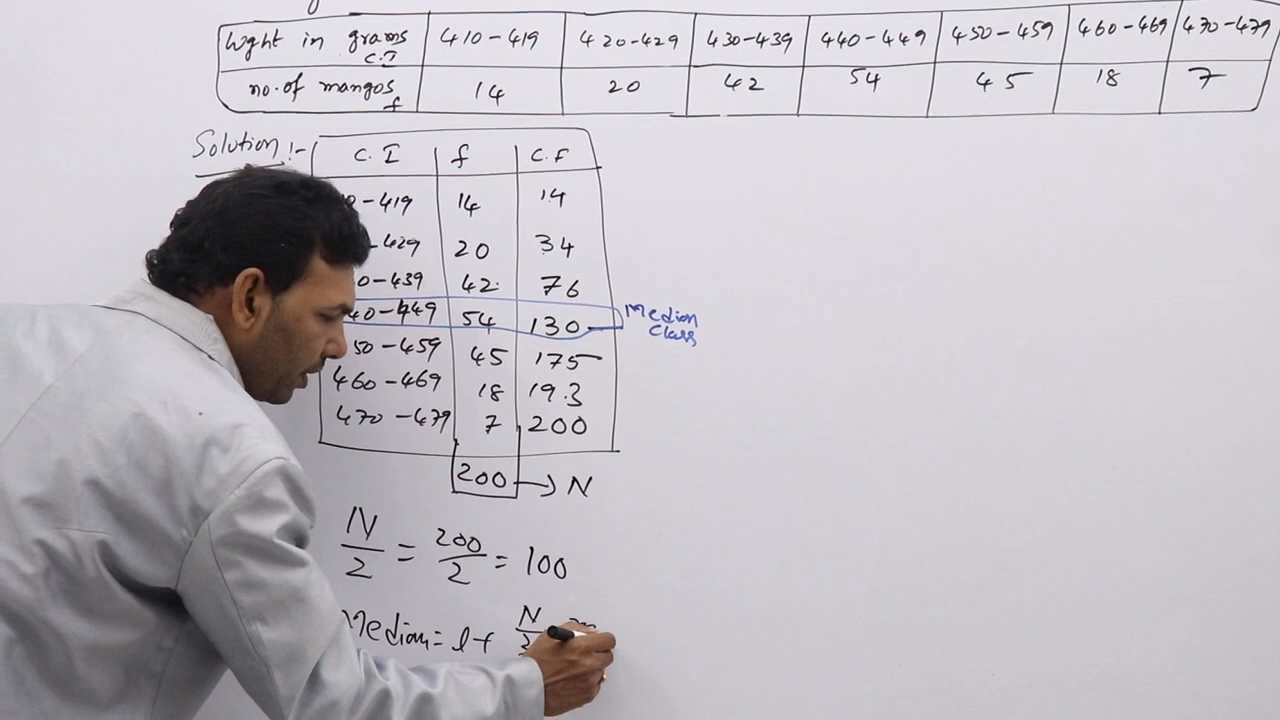 Wght in grams C.I 410-419 420-429 430-439 440-449 450-459 460-469 470-479
no.of mangos f 14 20 42 54 45 18 7
Solution:-
C.I f C.F
-419 14 14
-429 20 34
0-439 42 76
40-449 54 130 Median Class
50-459 45 175
460-469 18 193
470-479 7 200
200 → N
N/2 = 200/2 = 100
Median = l+ N/2 m